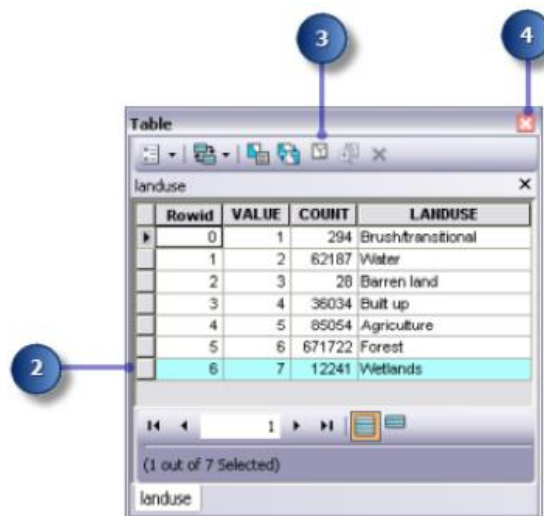 3
4
Table
landuse
Rowid VALUE COUNT LANDUSE
0 1 294 Brush/transitional
1 2 62187 Water
2 3 28 Barren land
3 4 36034 Built up
4 5 85054 Agriculture
5 6 671722 Forest
2
6 7 12241 Wetlands
1
(1 out of 7 Selected)
landuse